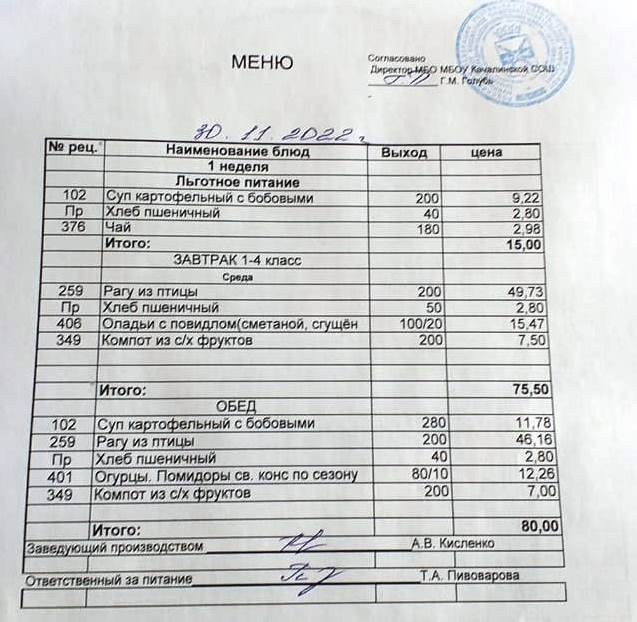 МЕНЮ
Согласовано
Директор МБО МБОУ Качалинской СОШ
Г.М. Голубь
30.11.2022г
№ рец. Наименование блюд Выход цена
1 неделя
Льготное питание
102 Суп картофельный с бобовыми 200 9,22
Пр Хлеб пшеничный 40 2,80
376 Чай 180 2,98
Итого: 15,00
ЗАВТРАК 1-4 класс
Среда
259 Рагу из птицы 200 49,73
Пр Хлеб пшеничный 50 2,80
406 Оладьи с повидлом(сметаной, сгущён 100/20 15,47
349 Компот из с/х фруктов 200 7,50
Итого: 75,50
ОБЕД
102 Суп картофельный с бобовыми 280 11,78
259 Рагу из птицы 200 46,16
Пр Хлеб пшеничный 40 2,80
401 Огурцы. Помидоры св. конс по сезону 80/10 12,26
349 Компот из с/х фруктов 200 7,00
Итого: 80,00
Заведующий производством А.В. Кисленко
Ответственный за питание Т.А. Пивоварова